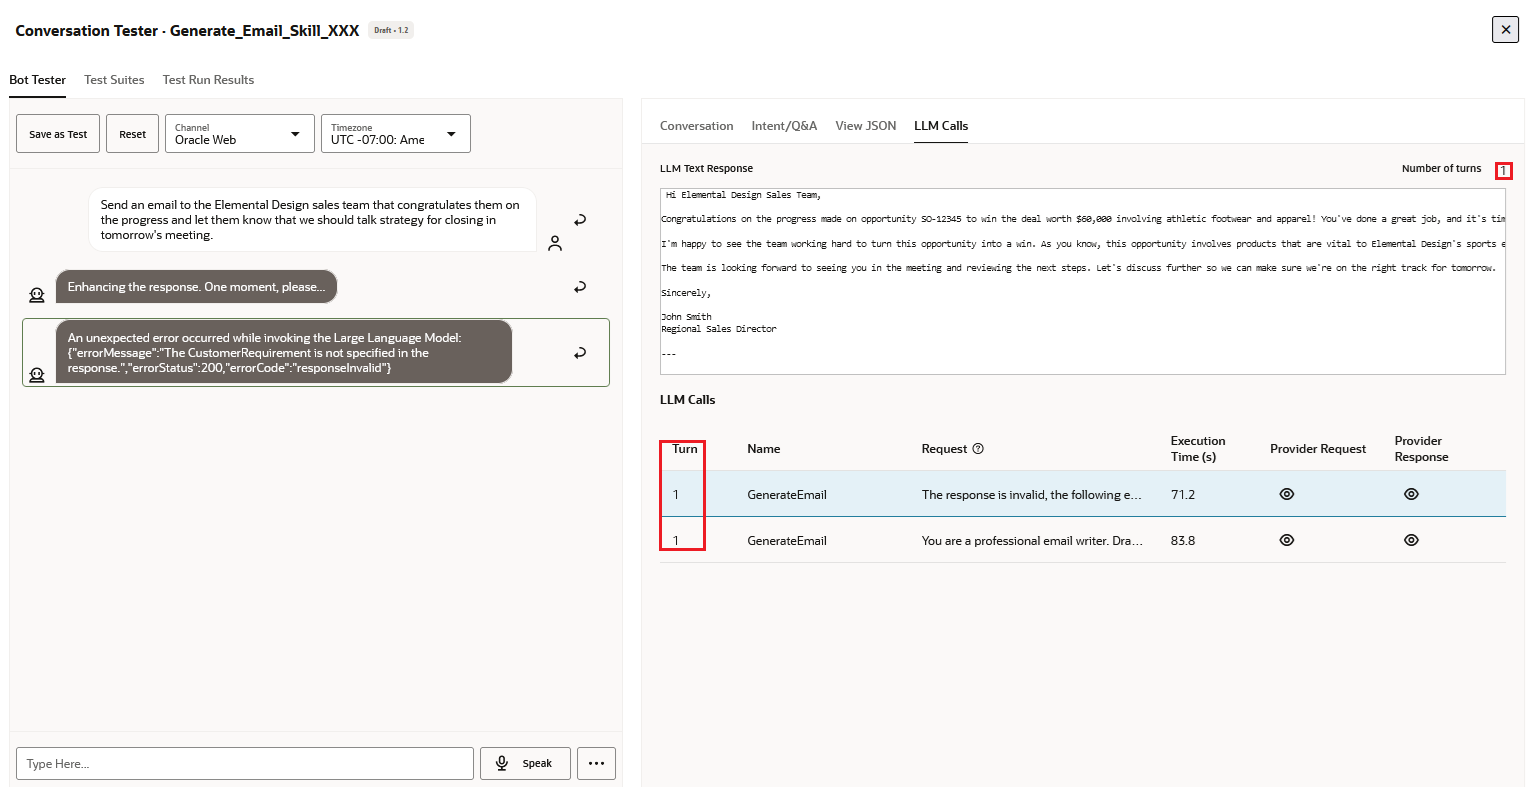 Conversation Tester · Generate_Email_Skill_XXX Draft • 1.2
Bot Tester Test Suites Test Run Results
Save as Test Reset Channel Oracle Web Timezone UTC -07:00: Ame
Send an email to the Elemental Design sales team that congratulates them on
the progress and let them know that we should talk strategy for closing in
tomorrow's meeting.
Enhancing the response. One moment, please...
An unexpected error occurred while invoking the Large Language Model:
{"errorMessage":"The CustomerRequirement is not specified in the
response.","errorStatus":200,"errorCode":"responseInvalid"}
Type Here... Speak
Conversation Intent/Q&A View JSON LLM Calls
LLM Text Response Number of turns 1
Hi Elemental Design Sales Team,
Congratulations on the progress made on opportunity SO-12345 to win the deal worth $60,000 involving athletic footwear and apparel! You've done a great job, and it's tim
I'm happy to see the team working hard to turn this opportunity into a win. As you know, this opportunity involves products that are vital to Elemental Design's sports e
The team is looking forward to seeing you in the meeting and reviewing the next steps. Let's discuss further so we can make sure we're on the right track for tomorrow.
Sincerely,
John Smith
Regional Sales Director
---
LLM Calls
Turn Name Request Execution Time (s) Provider Request Provider Response
1 GenerateEmail The response is invalid, the following e... 71.2
1 GenerateEmail You are a professional email writer. Dra... 83.8